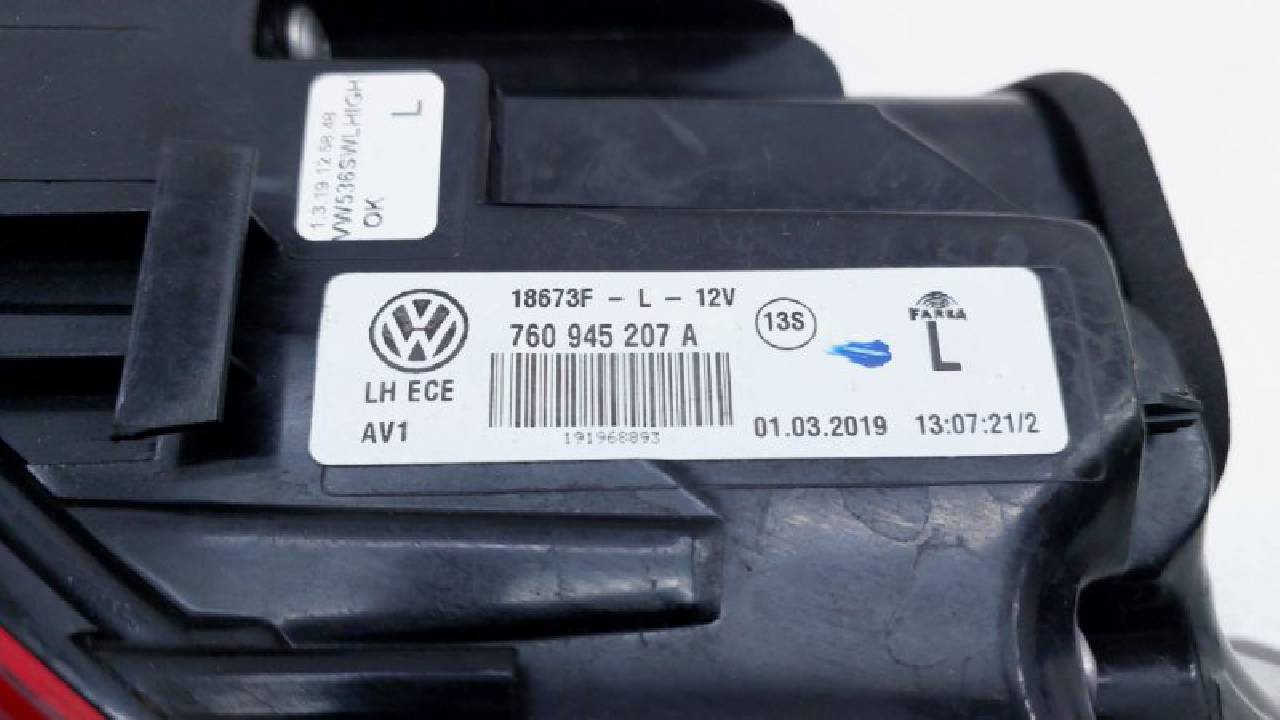 1.3.19 12:58:48
VW536SWLHIGH
OK
L
18673F - L - 12V
760 945 207 A
13S
FARBA
L
LH ECE
AV1
191968893
01.03.2019 13:07:21/2